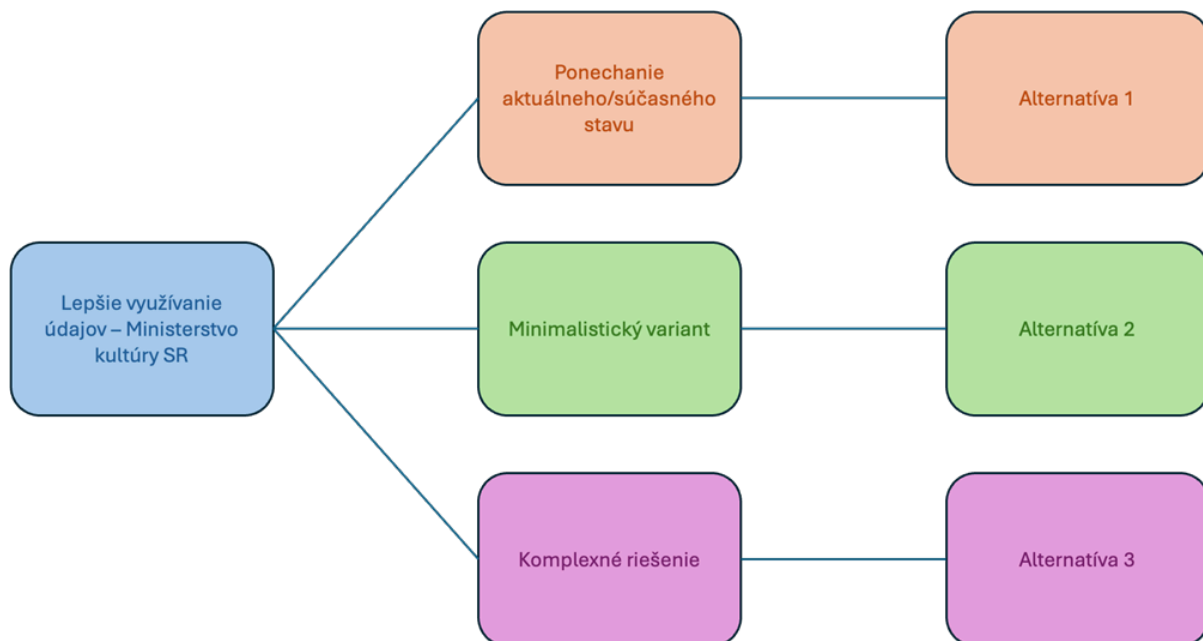 Ponechanie
aktuálneho/súčasného
stavu
Alternatíva 1
Lepšie využívanie
údajov – Ministerstvo
kultúry SR
Minimalistický variant
Alternatíva 2
Komplexné riešenie
Alternatíva 3